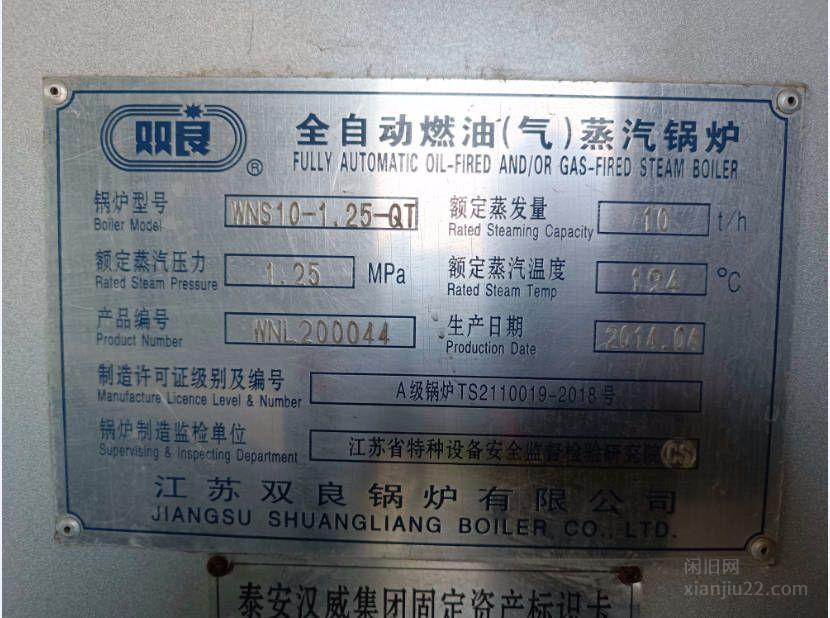 双良
®
全自动燃油(气)蒸汽锅炉
FULLY AUTOMATIC OIL-FIRED AND/OR GAS-FIRED STEAM BOILER
锅炉型号 WNS10-1.25-QT 额定蒸发量 10 t/h
Boiler Model Rated Steaming Capacity
额定蒸汽压力 1.25 MPa 额定蒸汽温度 194 °C
Rated Steam Pressure Rated Steam Temp
产品编号 WNL200044 生产日期 2014.04
Product Number Production Date
制造许可证级别及编号 A级锅炉TS2110019-2018号
Manufacture Licence Level & Number
锅炉制造监检单位 江苏省特种设备安全监督检验研究院 CS
Supervising & Inspecting Department
江苏双良锅炉有限公司
JIANGSU SHUANGLIANG BOILER CO., LTD.
泰安汉威集团固定资产标识卡
闲旧网
xianjiu22.com